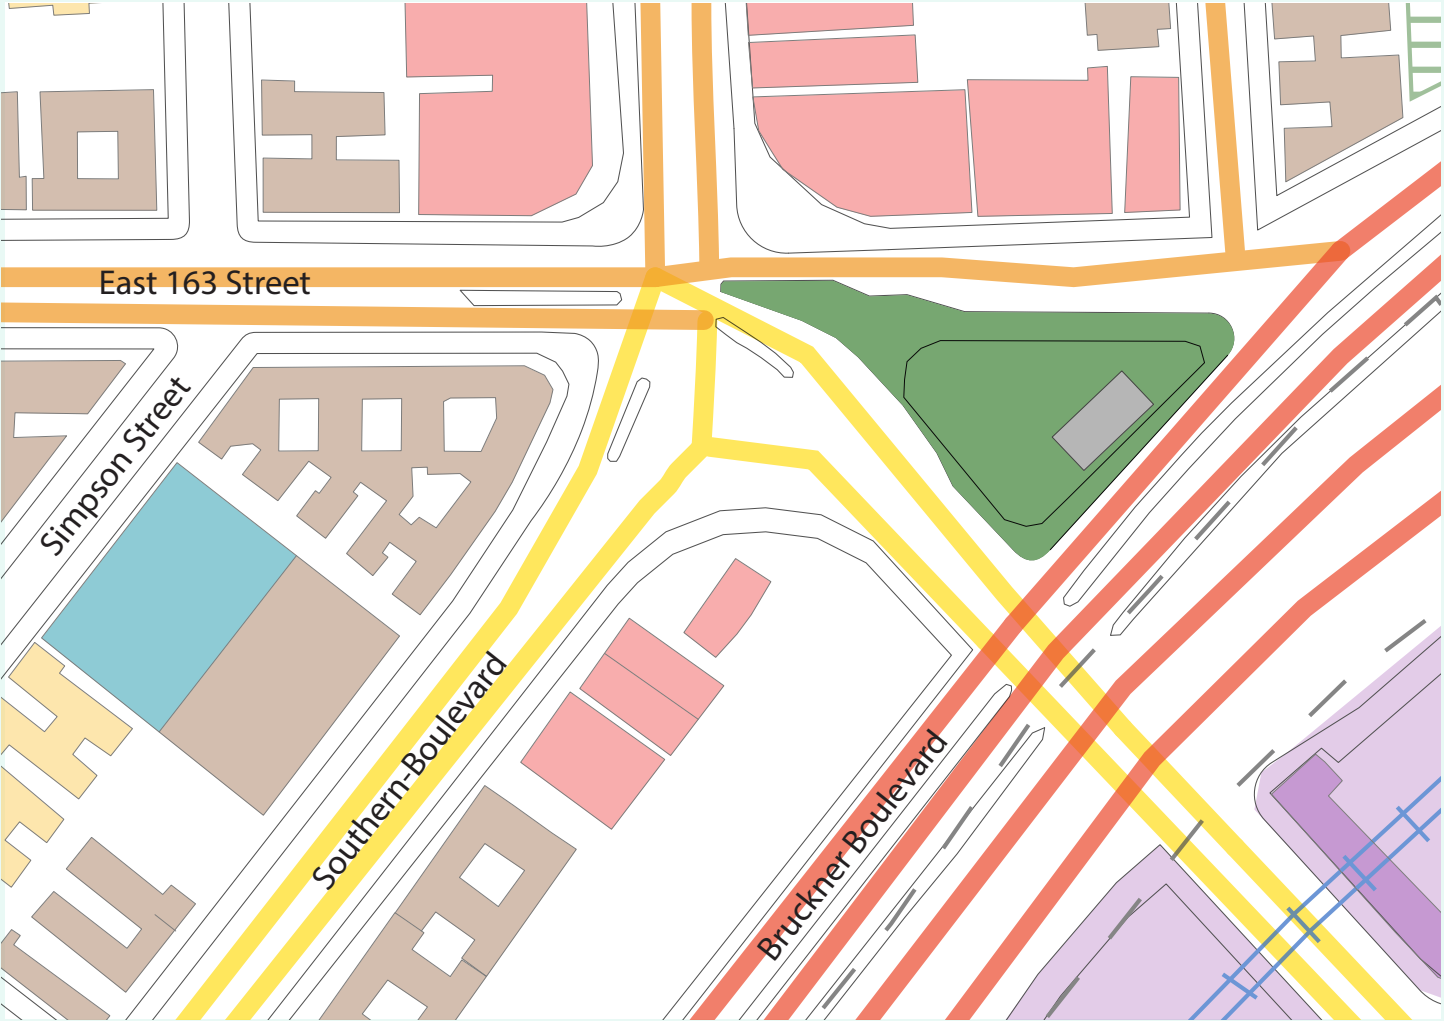 East 163 Street
Simpson Street
Southern-Boulevard
Bruckner Boulevard